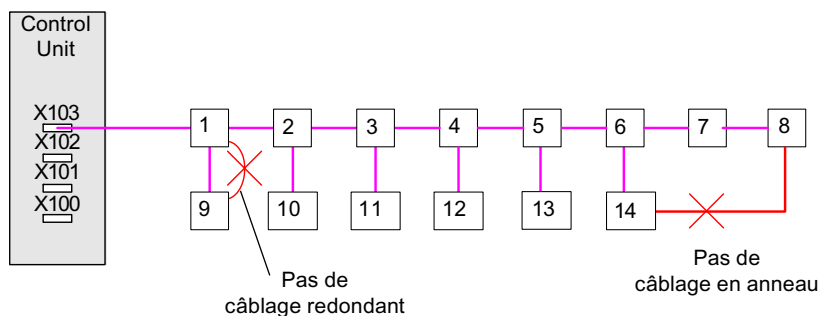 Control
Unit
X103
X102
X101
X100
1 2 3 4 5 6 7 8
9 10 11 12 13 14
Pas de
câblage redondant
Pas de
câblage en anneau